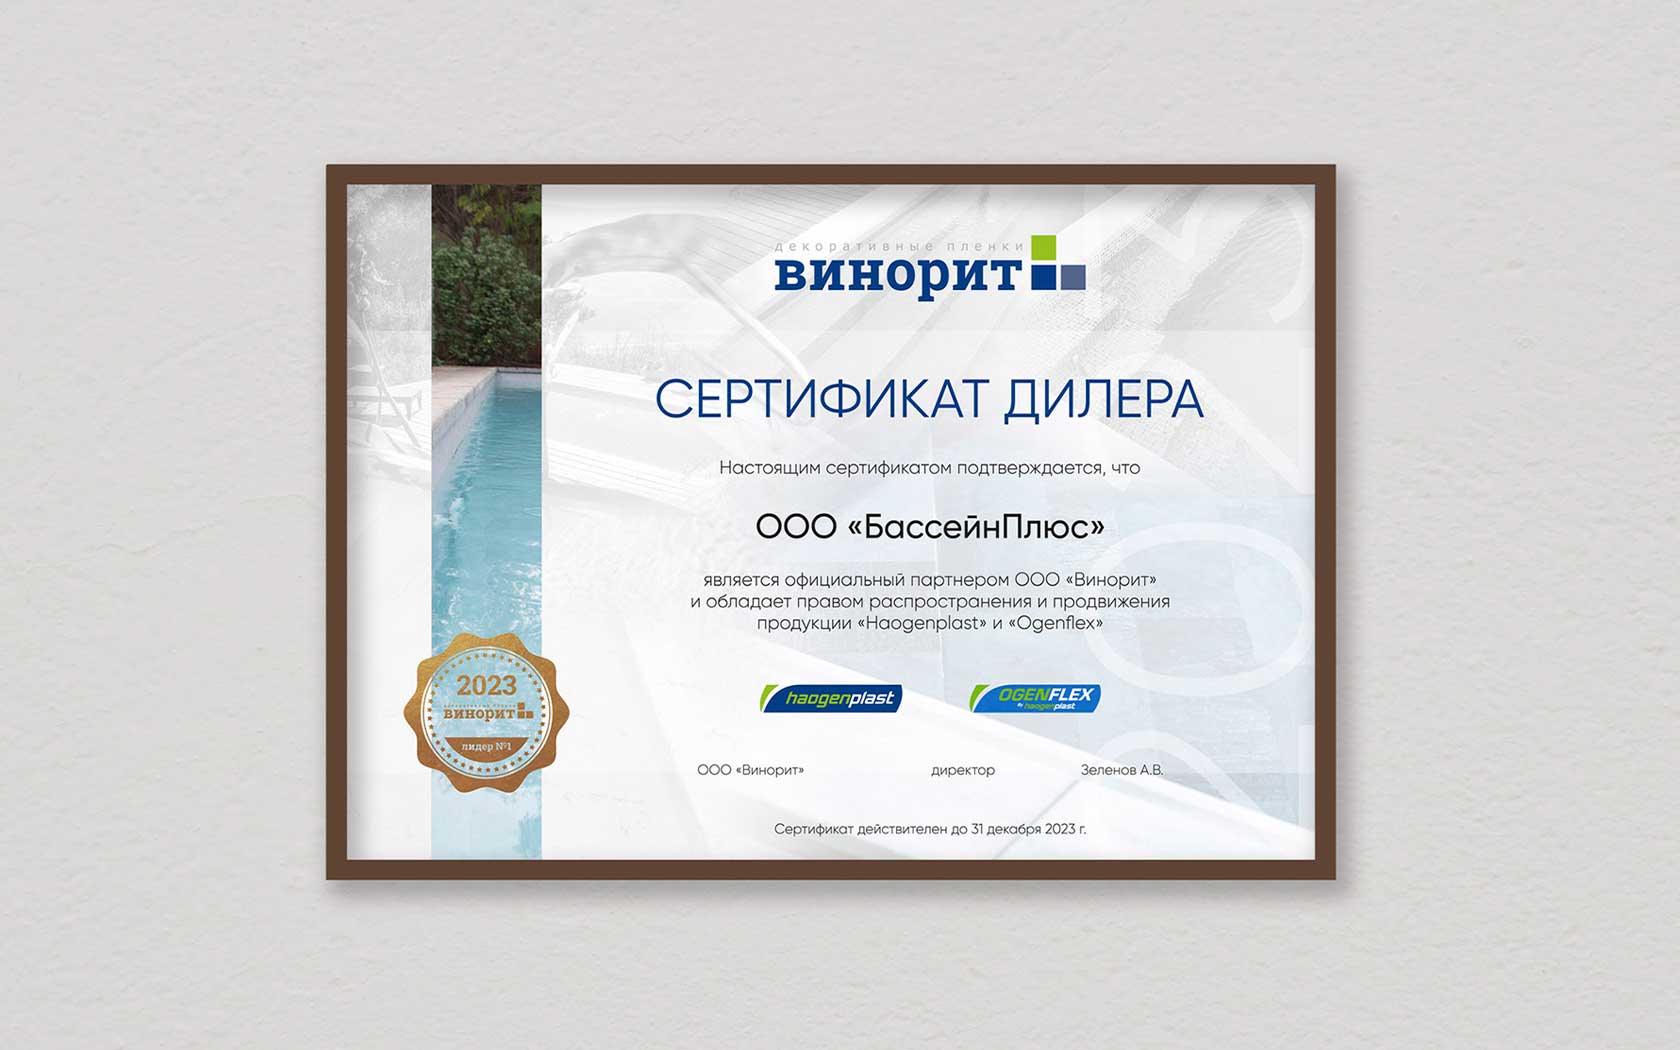 декоративные пленки
винорит
СЕРТИФИКАТ ДИЛЕРА
Настоящим сертификатом подтверждается, что
ООО «БассейнПлюс»
является официальный партнером ООО «Винорит»
и обладает правом распространения и продвижения
продукции «Haogenplast» и «Ogenflex»
haogenplast
OGENFLEX
By haogenplast
2023
декоративные пленки
винорит
лидер №1
ООО «Винорит» директор Зеленов А.В.
Сертификат действителен до 31 декабря 2023 г.